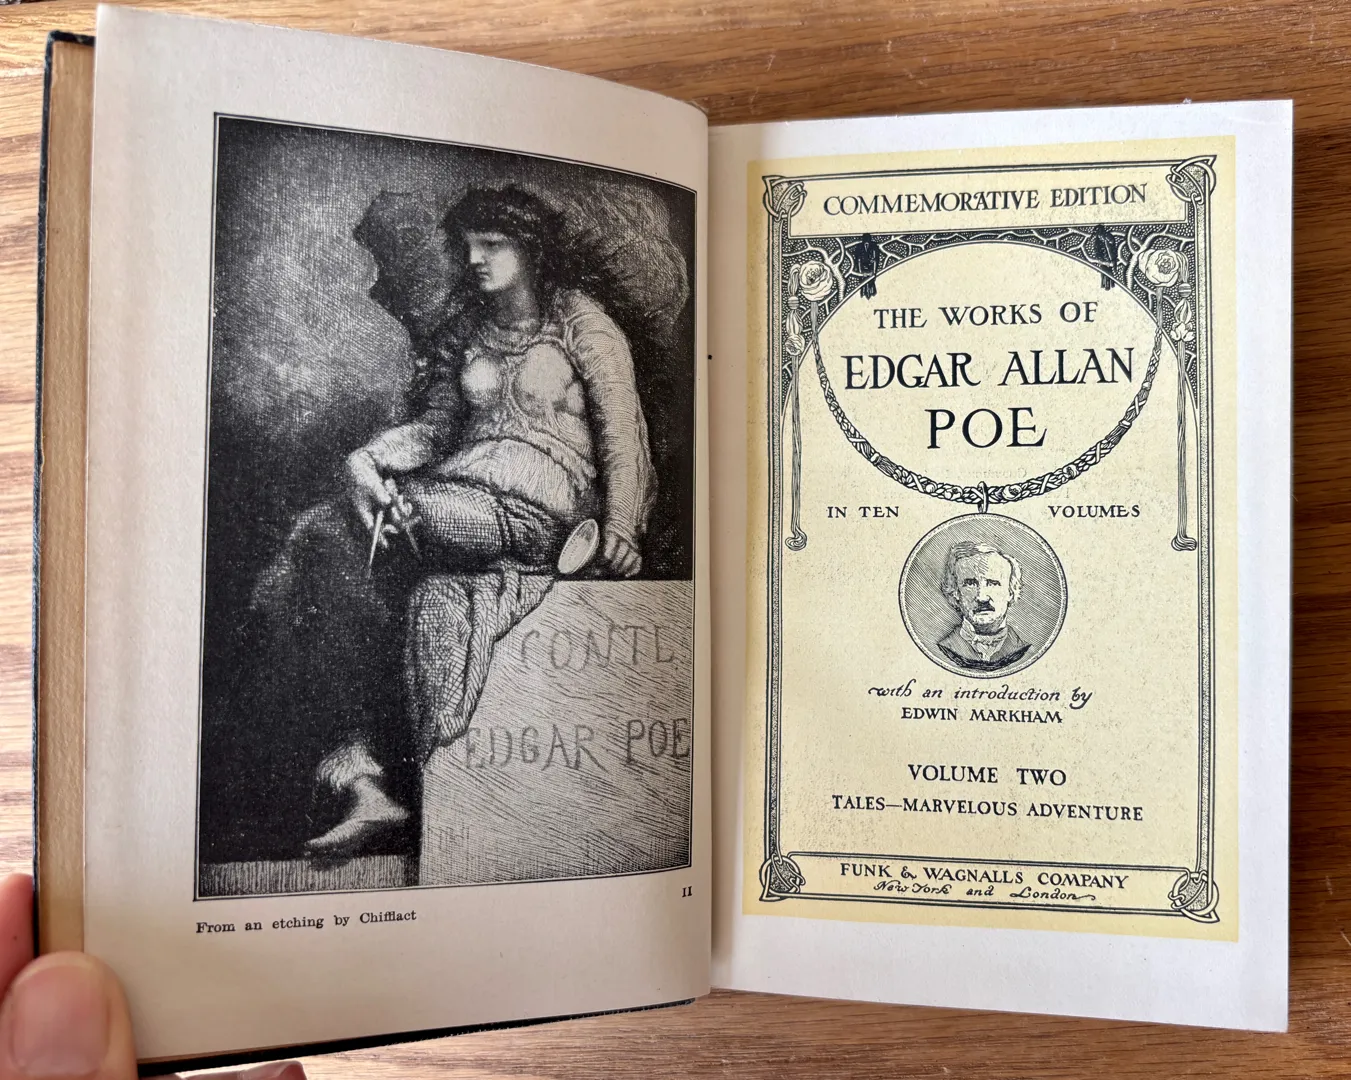 CONTE
EDGAR POE
II
From an etching by Chifflact
COMMEMORATIVE EDITION
THE WORKS OF
EDGAR ALLAN
POE
IN TEN VOLUMES
with an introduction by
EDWIN MARKHAM
VOLUME TWO
TALES—MARVELOUS ADVENTURE
FUNK & WAGNALLS COMPANY
New York and London